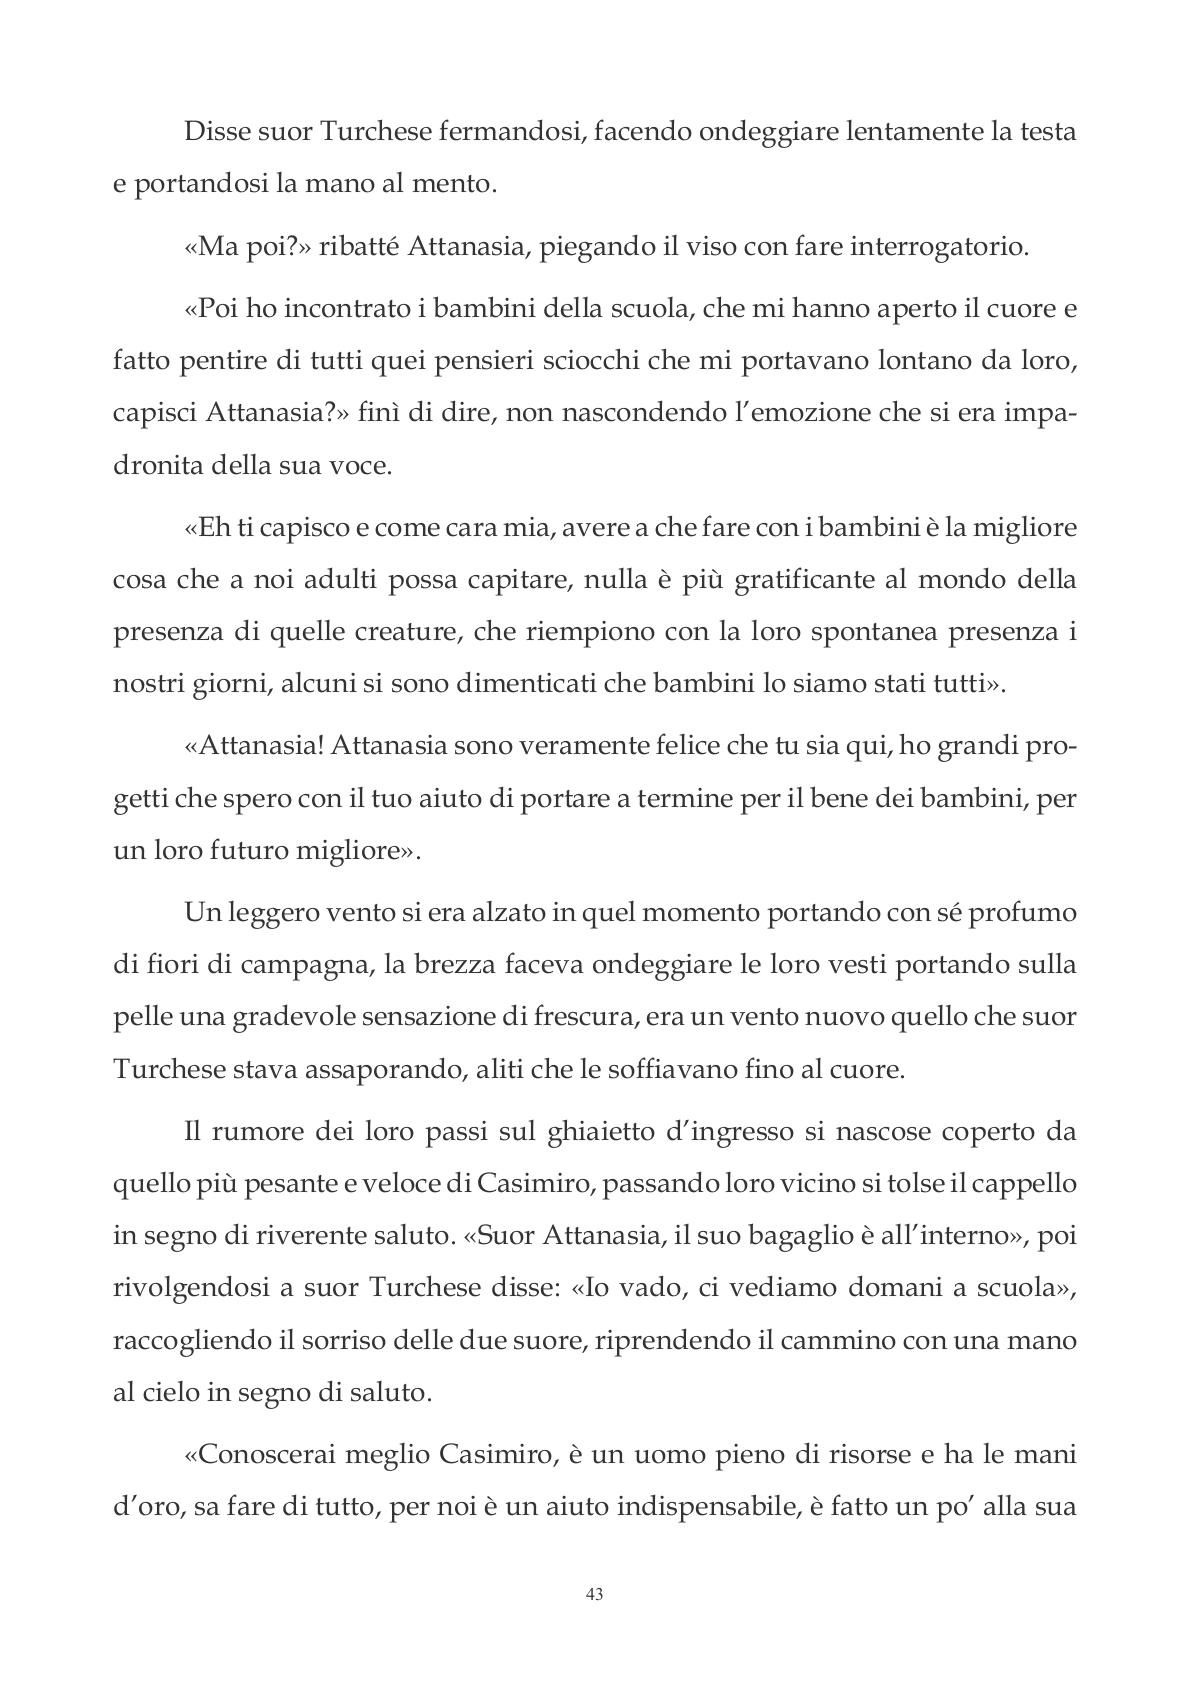 Disse suor Turchese fermandosi, facendo ondeggiare lentamente la testa
e portandosi la mano al mento.
«Ma poi?» ribatté Attanasia, piegando il viso con fare interrogatorio.
«Poi ho incontrato i bambini della scuola, che mi hanno aperto il cuore e
fatto pentire di tutti quei pensieri sciocchi che mi portavano lontano da loro,
capisci Attanasia?» finì di dire, non nascondendo l’emozione che si era impa-
dronita della sua voce.
«Eh ti capisco e come cara mia, avere a che fare con i bambini è la migliore
cosa che a noi adulti possa capitare, nulla è più gratificante al mondo della
presenza di quelle creature, che riempiono con la loro spontanea presenza i
nostri giorni, alcuni si sono dimenticati che bambini lo siamo stati tutti».
«Attanasia! Attanasia sono veramente felice che tu sia qui, ho grandi pro-
getti che spero con il tuo aiuto di portare a termine per il bene dei bambini, per
un loro futuro migliore».
Un leggero vento si era alzato in quel momento portando con sé profumo
di fiori di campagna, la brezza faceva ondeggiare le loro vesti portando sulla
pelle una gradevole sensazione di frescura, era un vento nuovo quello che suor
Turchese stava assaporando, aliti che le soffiavano fino al cuore.
Il rumore dei loro passi sul ghiaietto d’ingresso si nascose coperto da
quello più pesante e veloce di Casimiro, passando loro vicino si tolse il cappello
in segno di riverente saluto. «Suor Attanasia, il suo bagaglio è all’interno», poi
rivolgendosi a suor Turchese disse: «Io vado, ci vediamo domani a scuola»,
raccogliendo il sorriso delle due suore, riprendendo il cammino con una mano
al cielo in segno di saluto.
«Conoscerai meglio Casimiro, è un uomo pieno di risorse e ha le mani
d’oro, sa fare di tutto, per noi è un aiuto indispensabile, è fatto un po’ alla sua
43